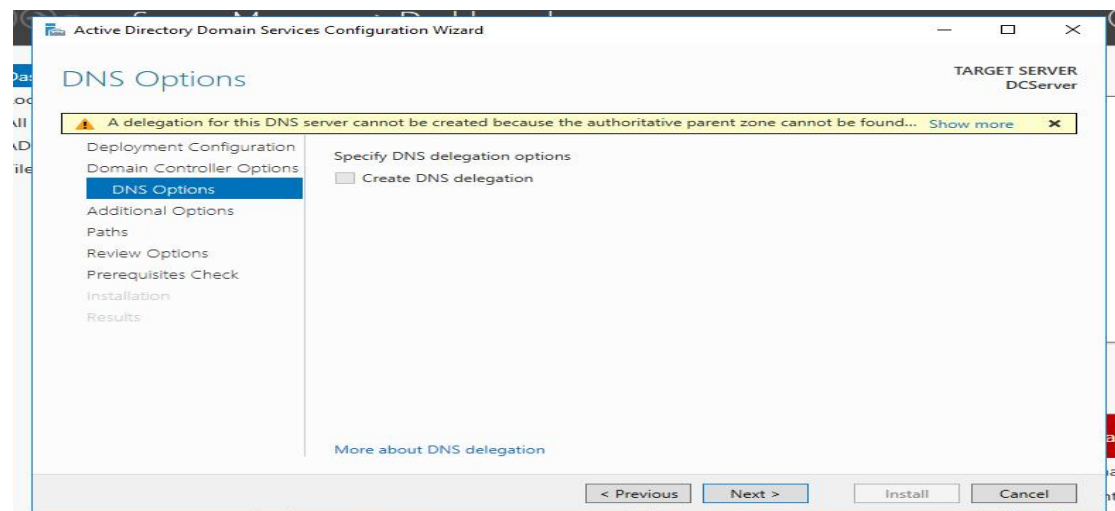 Active Directory Domain Services Configuration Wizard
DNS Options
TARGET SERVER
DCServer
A delegation for this DNS server cannot be created because the authoritative parent zone cannot be found... Show more
Deployment Configuration
Domain Controller Options
DNS Options
Additional Options
Paths
Review Options
Prerequisites Check
Installation
Results
Specify DNS delegation options
Create DNS delegation
More about DNS delegation
< Previous
Next >
Install
Cancel